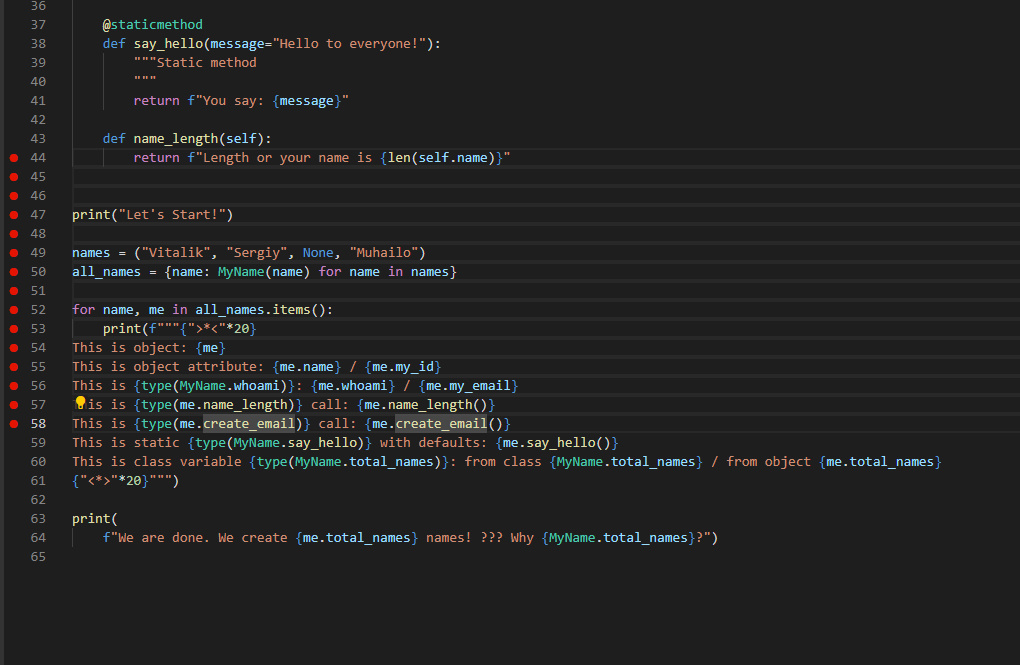 36
37     @staticmethod
38     def say_hello(message="Hello to everyone!"):
39         """Static method
40         """
41         return f"You say: {message}"
42
43     def name_length(self):
44         return f"Length or your name is {len(self.name)}"
45
46
47 print("Let's Start!")
48
49 names = ("Vitalik", "Sergiy", None, "Muhailo")
50 all_names = {name: MyName(name) for name in names}
51
52 for name, me in all_names.items():
53     print(f"""{">*<"*20}
54 This is object: {me}
55 This is object attribute: {me.name} / {me.my_id}
56 This is {type(MyName.whoami)}: {me.whoami} / {me.my_email}
57 is is {type(me.name_length)} call: {me.name_length()}
58 This is {type(me.create_email)} call: {me.create_email()}
59 This is static {type(MyName.say_hello)} with defaults: {me.say_hello()}
60 This is class variable {type(MyName.total_names)}: from class {MyName.total_names} / from object {me.total_names}
61 {"<*>"*20}""")
62
63 print(
64     f"We are done. We create {me.total_names} names! ??? Why {MyName.total_names}?")
65